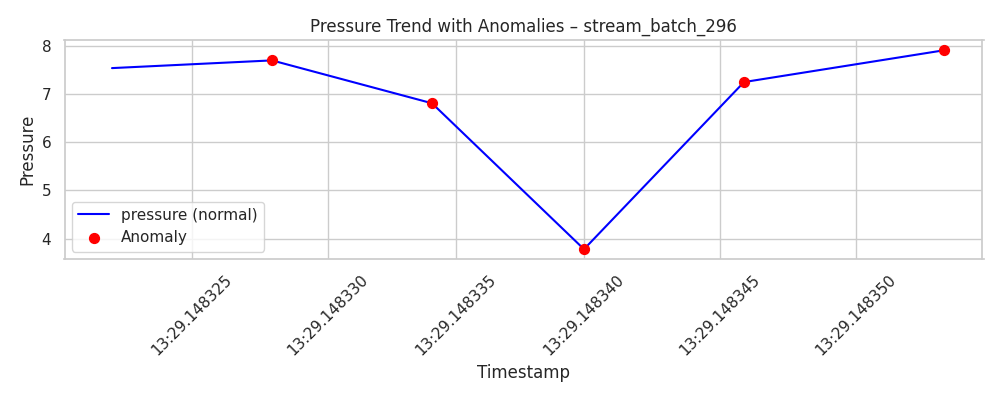 Pressure Trend with Anomalies – stream_batch_296
Pressure
8
7
6
5
4
pressure (normal)
Anomaly
13:29.148325
13:29.148330
13:29.148335
13:29.148340
13:29.148345
13:29.148350
Timestamp